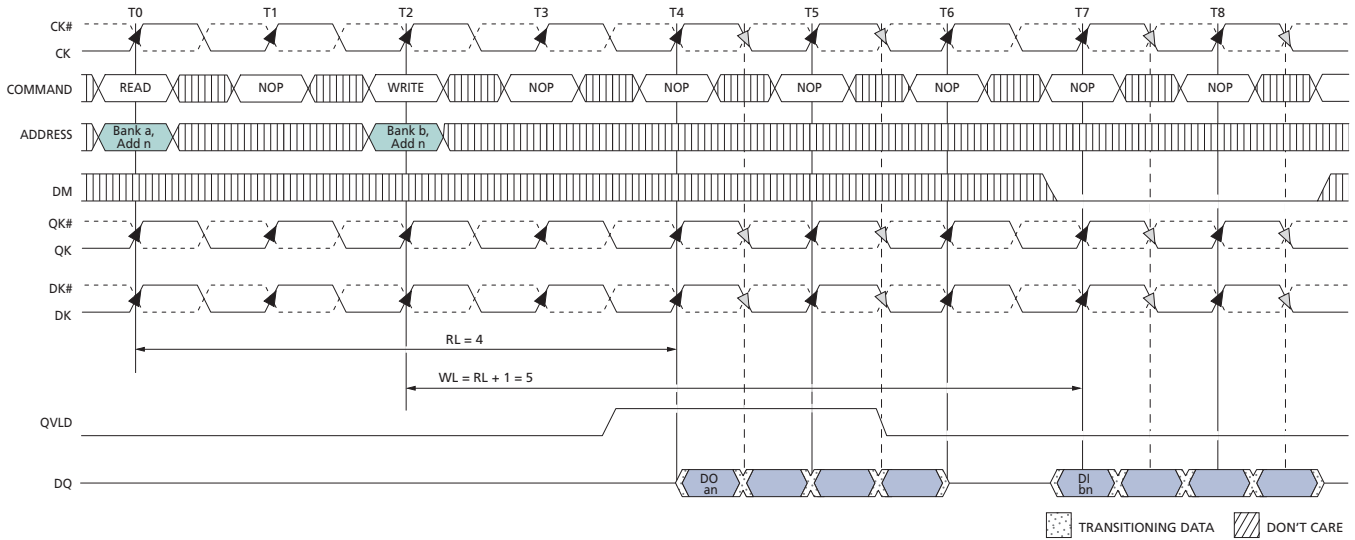 T0 T1 T2 T3 T4 T5 T6 T7 T8
CK#
CK
COMMAND READ NOP WRITE NOP NOP NOP NOP NOP NOP
ADDRESS Bank a, Add n Bank b, Add n
DM
QK#
QK
DK#
DK
RL = 4
WL = RL + 1 = 5
QVLD
DQ DO an DI bn
TRANSITIONING DATA DON'T CARE